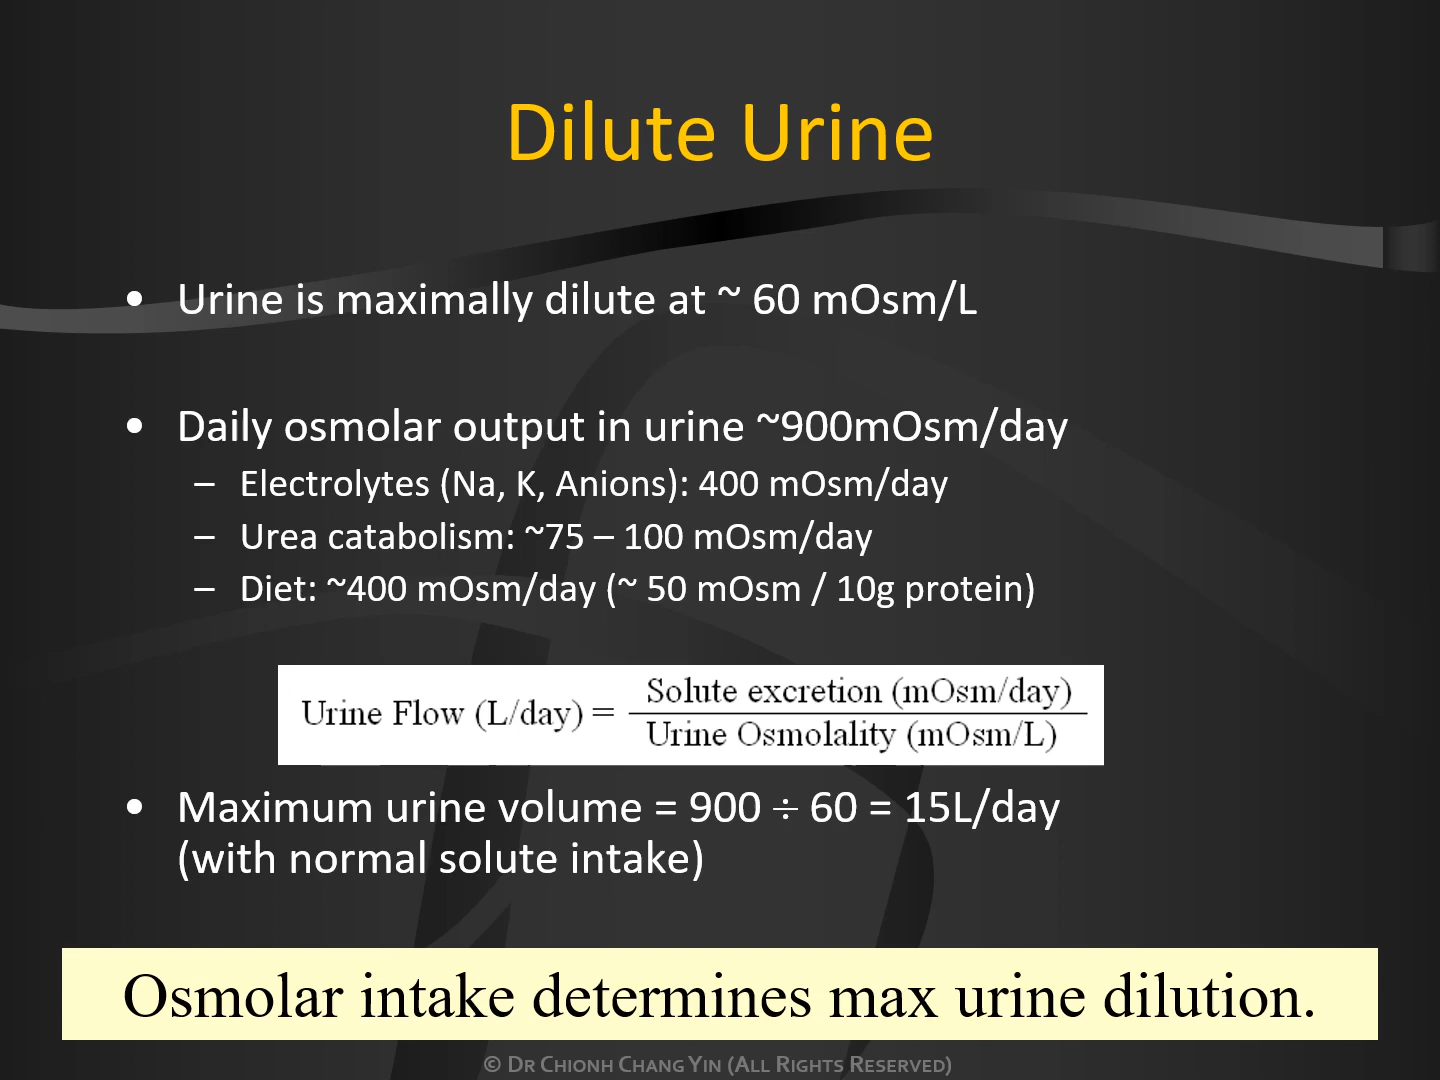 Dilute Urine
• Urine is maximally dilute at ~ 60 mOsm/L
• Daily osmolar output in urine ~900mOsm/day
– Electrolytes (Na, K, Anions): 400 mOsm/day
– Urea catabolism: ~75 – 100 mOsm/day
– Diet: ~400 mOsm/day (~ 50 mOsm / 10g protein)
Urine Flow (L/day) = Solute excretion (mOsm/day)
Urine Osmolality (mOsm/L)
• Maximum urine volume = 900 ÷ 60 = 15L/day
(with normal solute intake)
Osmolar intake determines max urine dilution.
© DR CHIONH CHANG YIN (ALL RIGHTS RESERVED)